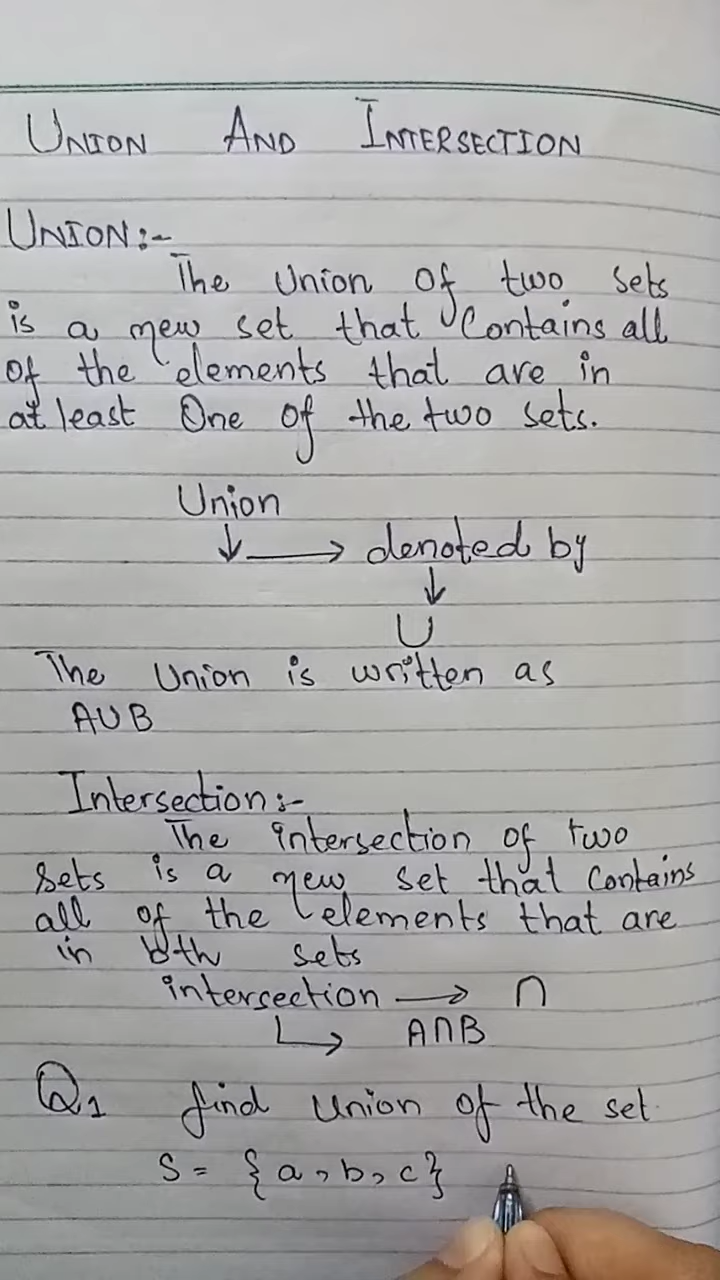 UNION AND INTERSECTION
UNION:-
The Union of two sets
is a new set that Contains all
of the elements that are in
at least One of the two sets.
Union
↓ → denoted by
↓
∪
The Union is written as
A∪B
Intersection:-
The intersection of two
sets is a new set that Contains
all of the elements that are
in both sets
intersection → ∩
↳ A∩B
Q1 find Union of the set
S = {a, b, c}